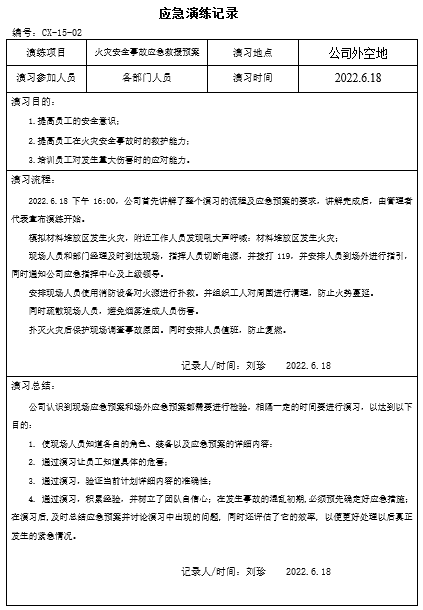 应急演练记录
编号：CX-15-02
演练项目 火灾安全事故应急救援预案 演习地点 公司外空地
演习参加人员 各部门人员 演习时间 2022.6.18
演习目的：
1.提高员工的安全意识；
2.提高员工在火灾安全事故时的救护能力；
3.培训员工对发生重大伤害时的应对能力。
演习流程：
2022.6.18 下午 16:00，公司首先讲解了整个演习的流程及应急预案的要求，讲解完成后，由管理者
代表宣布演练开始。
模拟材料堆放区发生火灾，附近工作人员发现吼大声呼喊：材料堆放区发生火灾；
现场人员和部门经理及时到达现场，指挥人员切断电源，并拨打 119，并安排人员到场外进行指引，
同时通知公司应急指挥中心及上级领导。
安排现场人员使用消防设备对火源进行扑救。并组织工人对周围进行清理，防止火势蔓延。
同时疏散现场人员，避免烟雾造成人员伤害。
扑灭火灾后保护现场调查事故原因。同时安排人员值班，防止复燃。
记录人/时间：刘珍 2022.6.18
演习总结：
公司认识到现场应急预案和场外应急预案都需要进行检验，相隔一定的时间要进行演习，以达到以下
目的：
1. 使现场人员知道各自的角色、装备以及应急预案的详细内容：
2. 通过演习让员工知道具体的危害；
3. 通过演习，验证当前计划详细内容的准确性；
4. 通过演习，积累经验，并树立了团队自信心；在发生事故的混乱初期,必须预先确定好应急措施；
在演习后,及时总结应急预案并讨论演习中出现的问题, 同时还评估了它的效率, 以便更好处理以后真正
发生的紧急情况。
记录人/时间：刘珍 2022.6.18